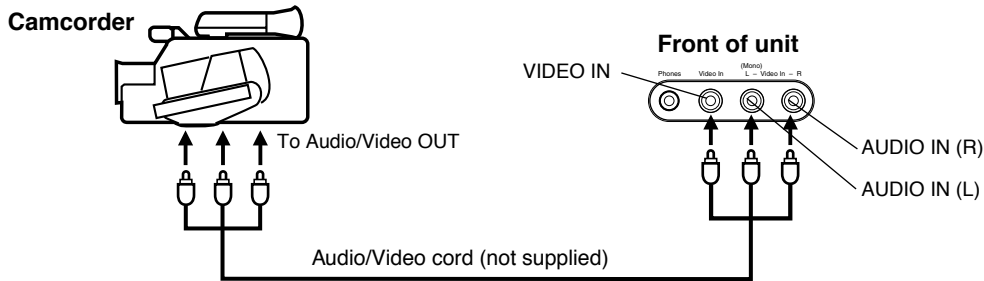 Camcorder
Front of unit
VIDEO IN
(Mono)
Phones Video In L – Video In – R
To Audio/Video OUT
AUDIO IN (R)
AUDIO IN (L)
Audio/Video cord (not supplied)